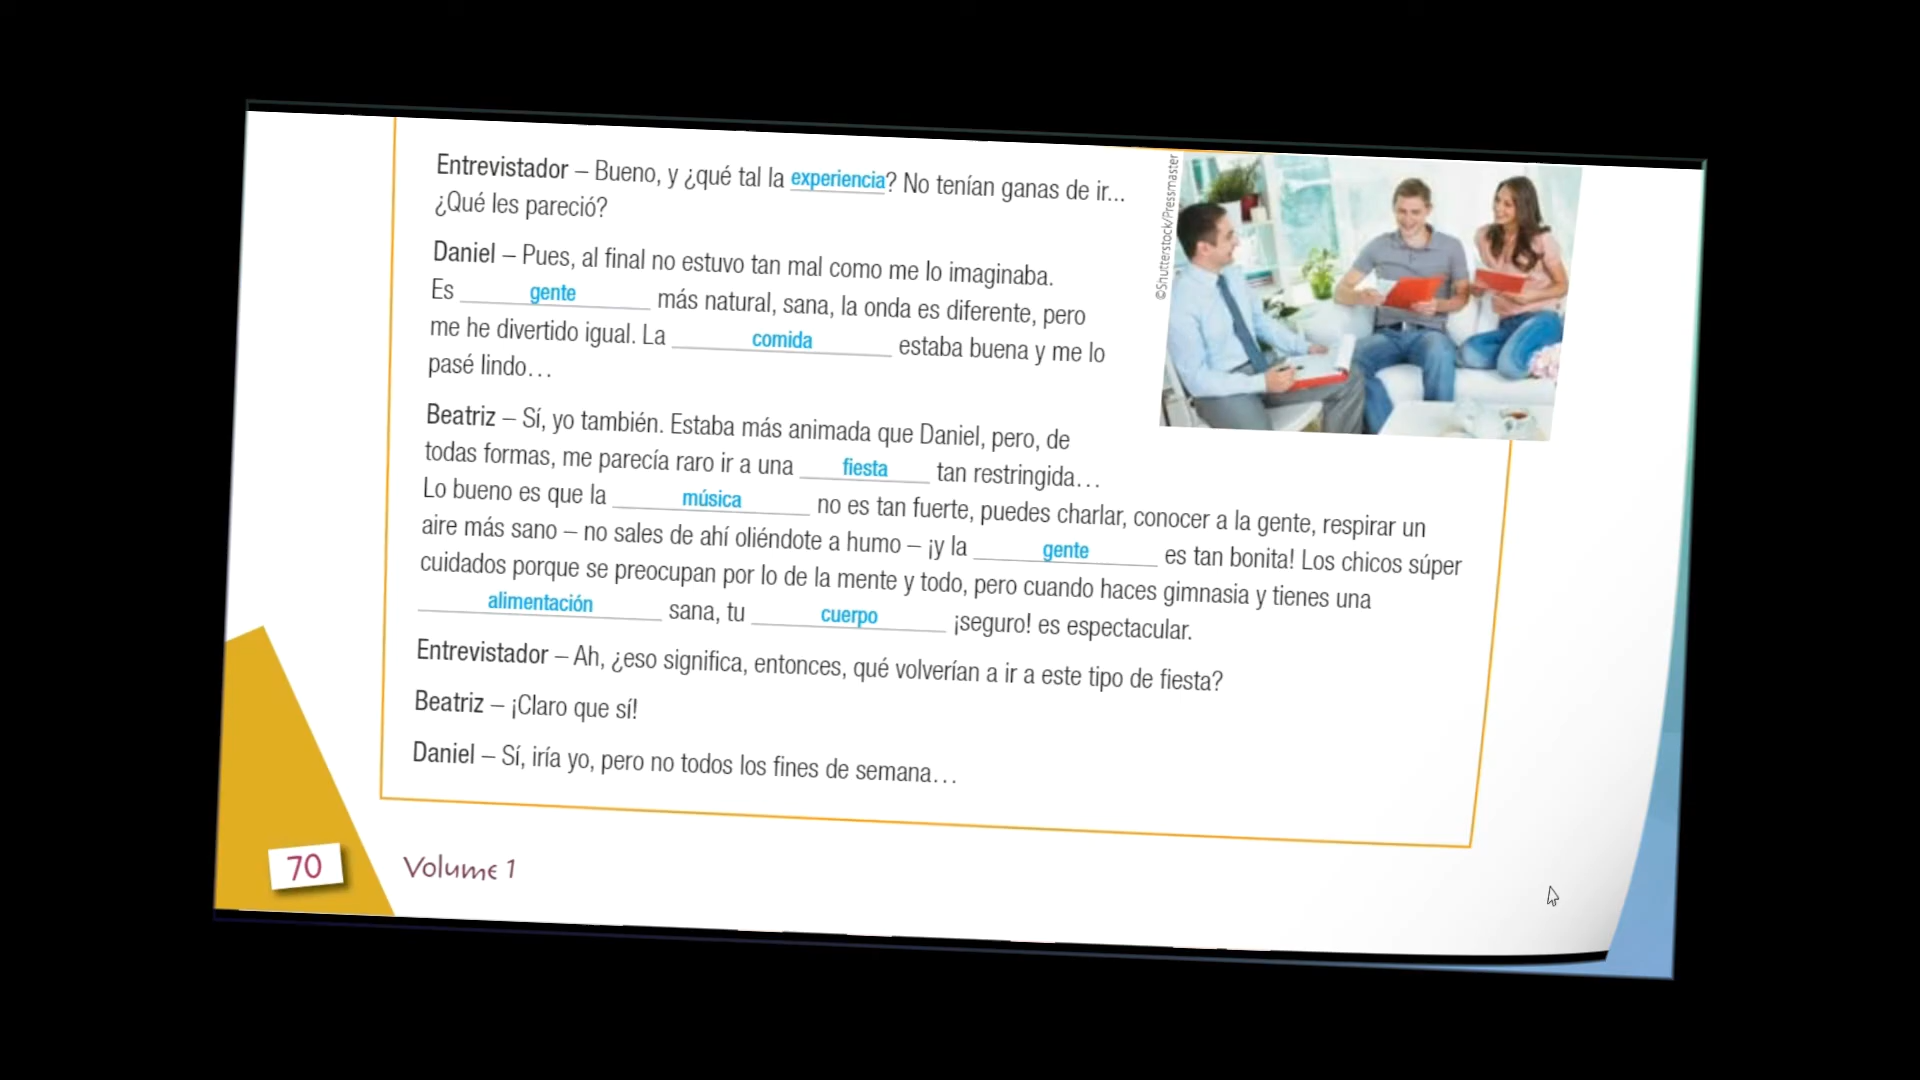 Entrevistador – Bueno, y ¿qué tal la experiencia? No tenían ganas de ir...
¿Qué les pareció?
Daniel – Pues, al final no estuvo tan mal como me lo imaginaba.
Es gente más natural, sana, la onda es diferente, pero
me he divertido igual. La comida estaba buena y me lo
pasé lindo...
Beatriz – Sí, yo también. Estaba más animada que Daniel, pero, de
todas formas, me parecía raro ir a una fiesta tan restringida...
Lo bueno es que la música no es tan fuerte, puedes charlar, conocer a la gente, respirar un
aire más sano – no sales de ahí oliéndote a humo – ¡y la gente es tan bonita! Los chicos súper
cuidados porque se preocupan por lo de la mente y todo, pero cuando haces gimnasia y tienes una
alimentación sana, tu cuerpo ¡seguro! es espectacular.
Entrevistador – Ah, ¿eso significa, entonces, qué volverían a ir a este tipo de fiesta?
Beatriz – ¡Claro que sí!
Daniel – Sí, iría yo, pero no todos los fines de semana...
©Shutterstock/Pressmaster
70
Volume 1